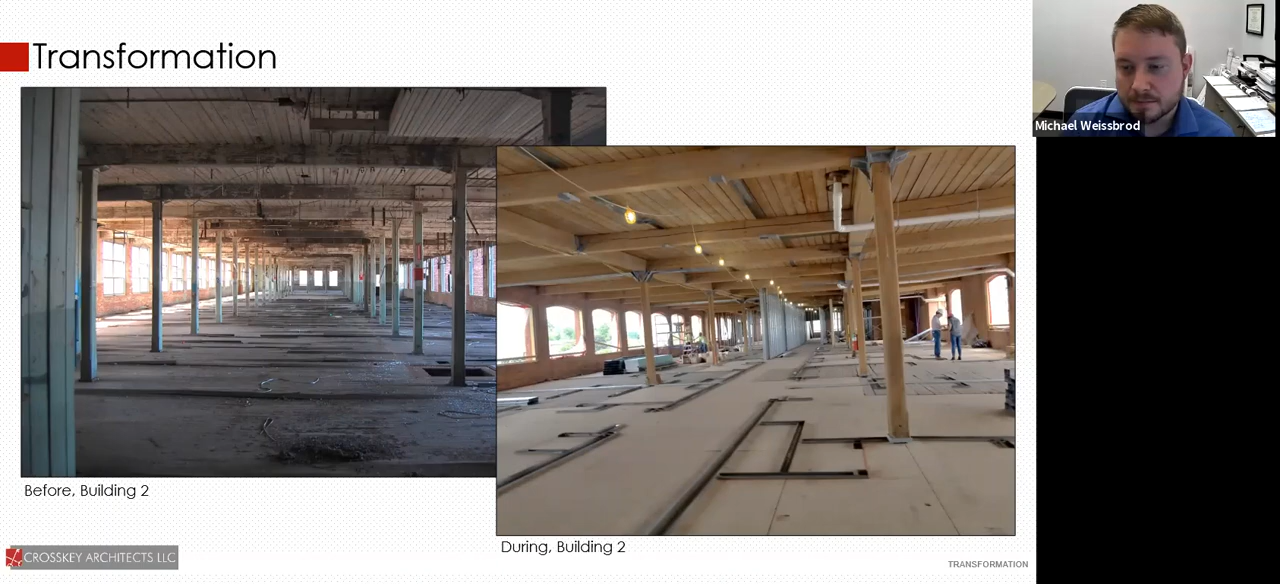 Transformation
Michael Weissbrod
Before, Building 2
During, Building 2
CROSSKEY ARCHITECTS LLC
TRANSFORMATION